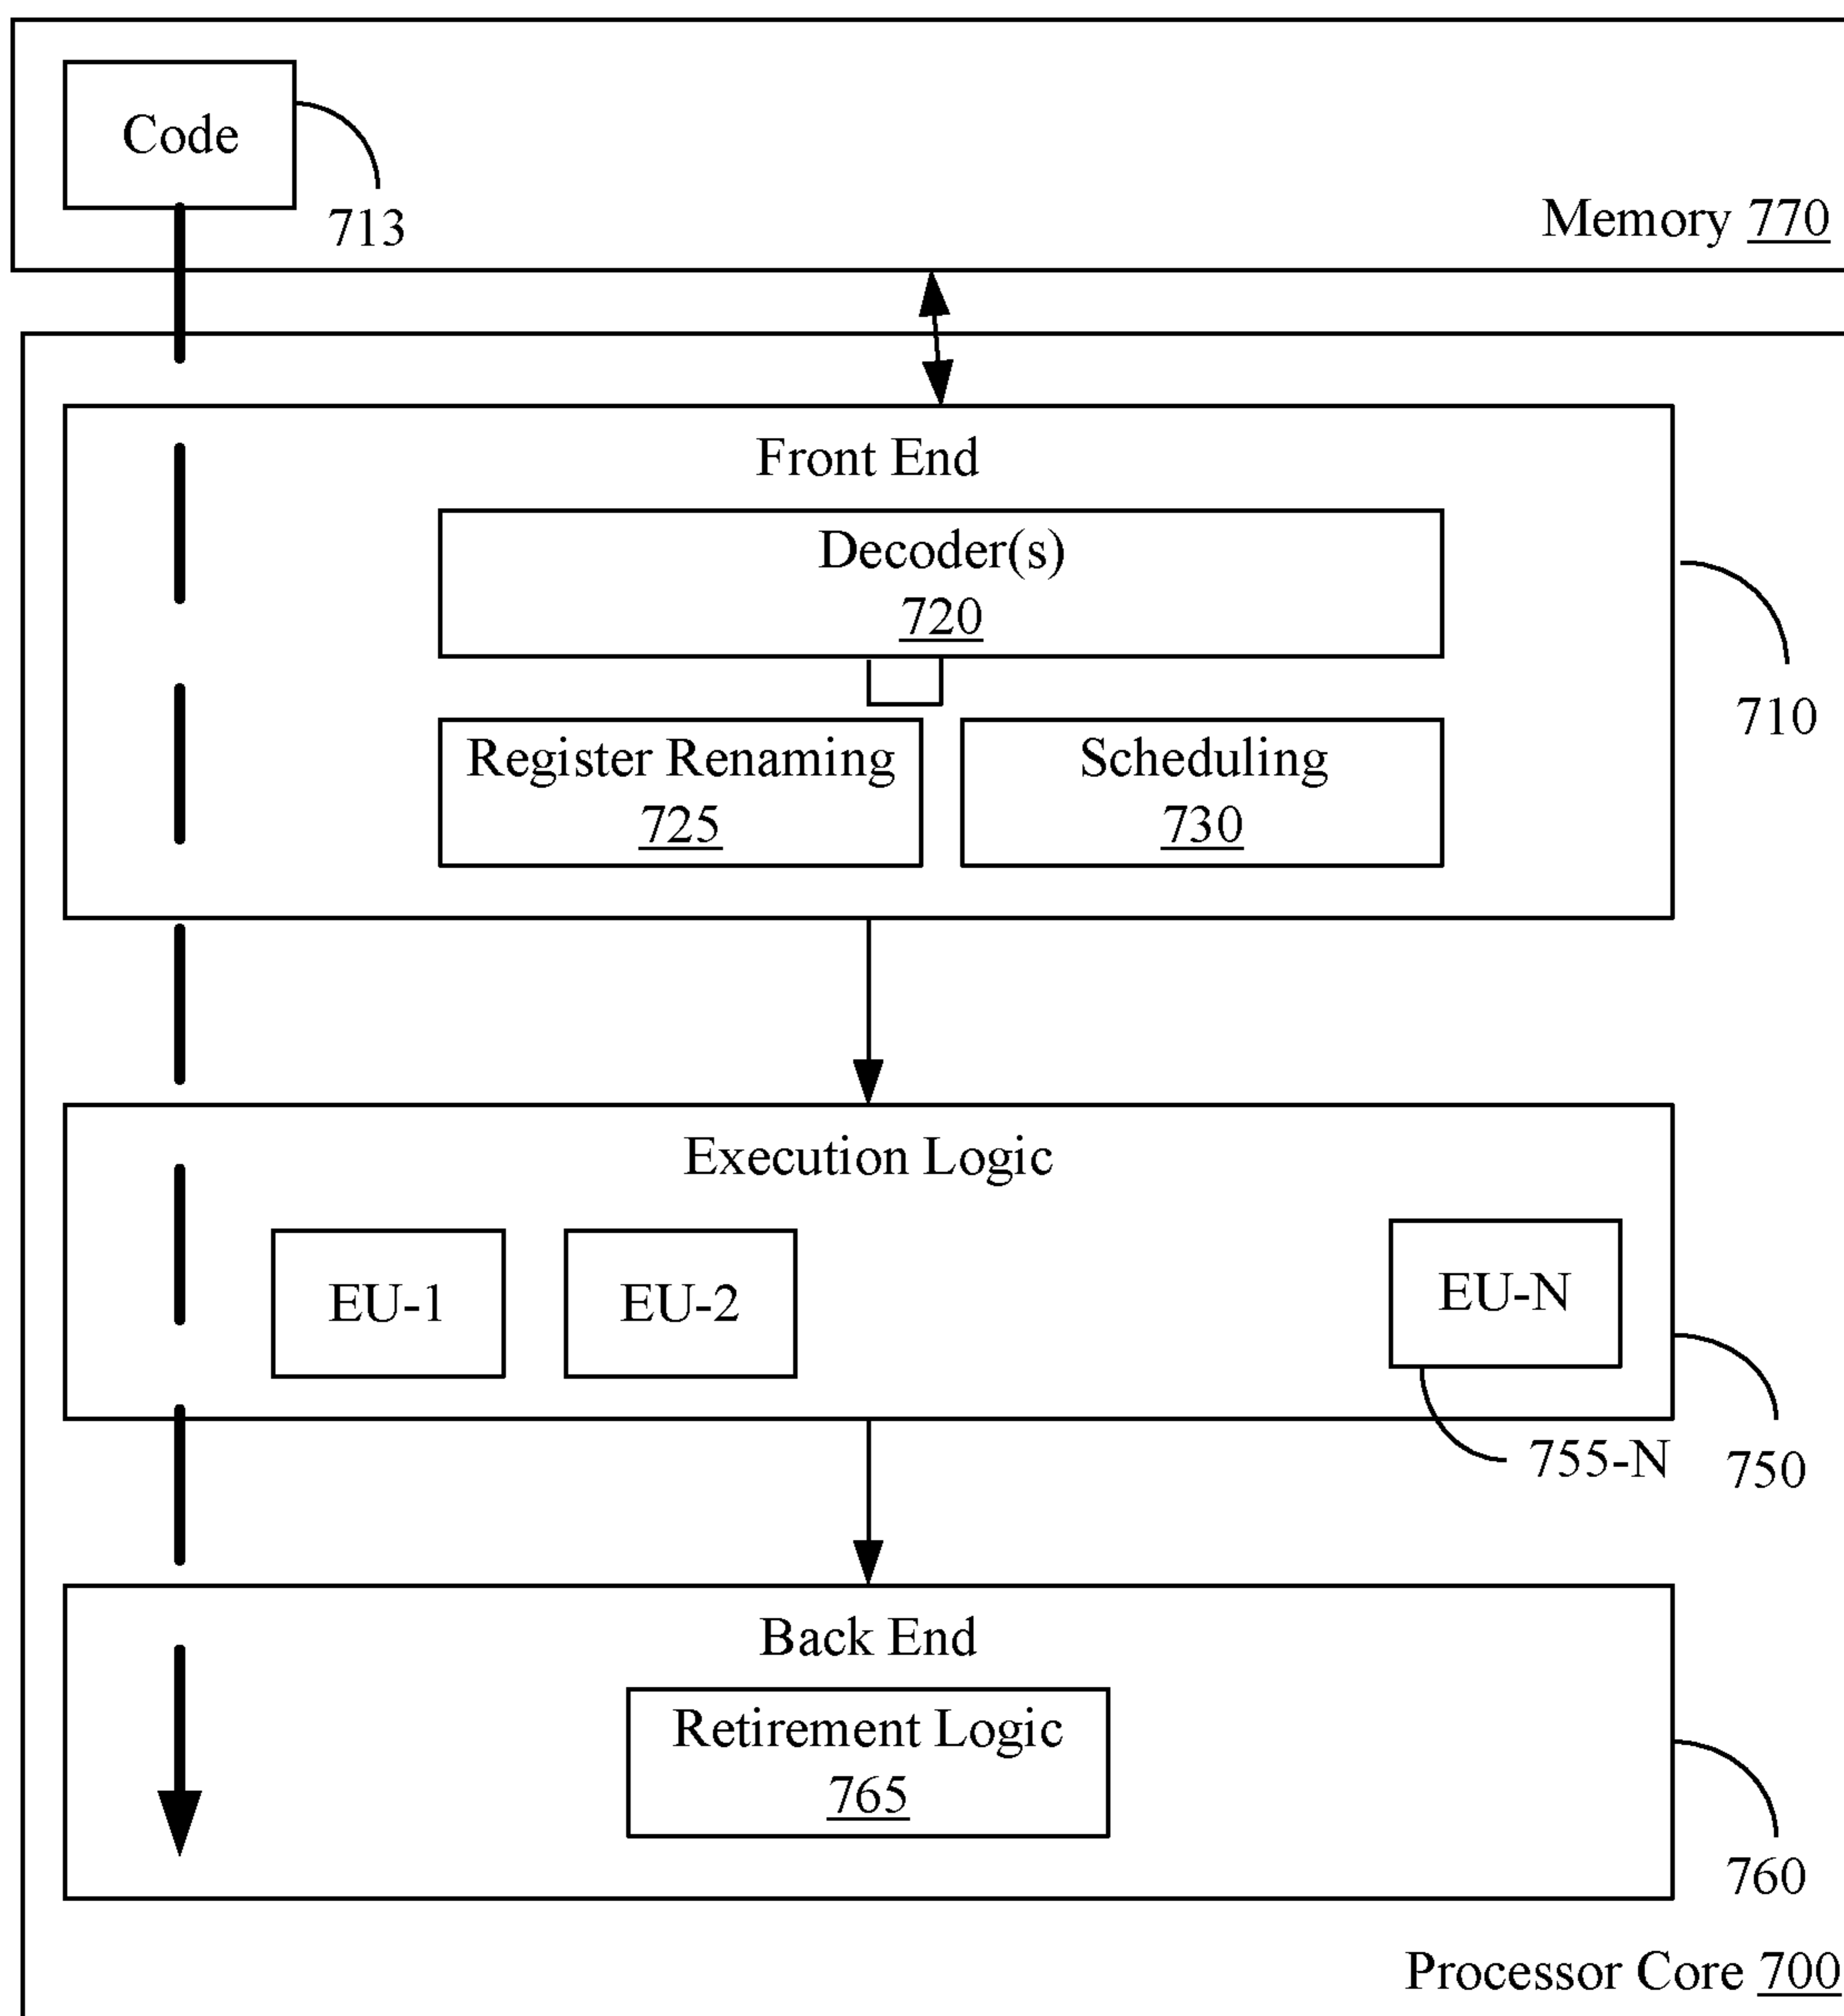 Code
713
Memory 770
Front End
Decoder(s)
720
710
Register Renaming
725
Scheduling
730
Execution Logic
EU-1
EU-2
EU-N
755-N
750
Back End
Retirement Logic
765
760
Processor Core 700